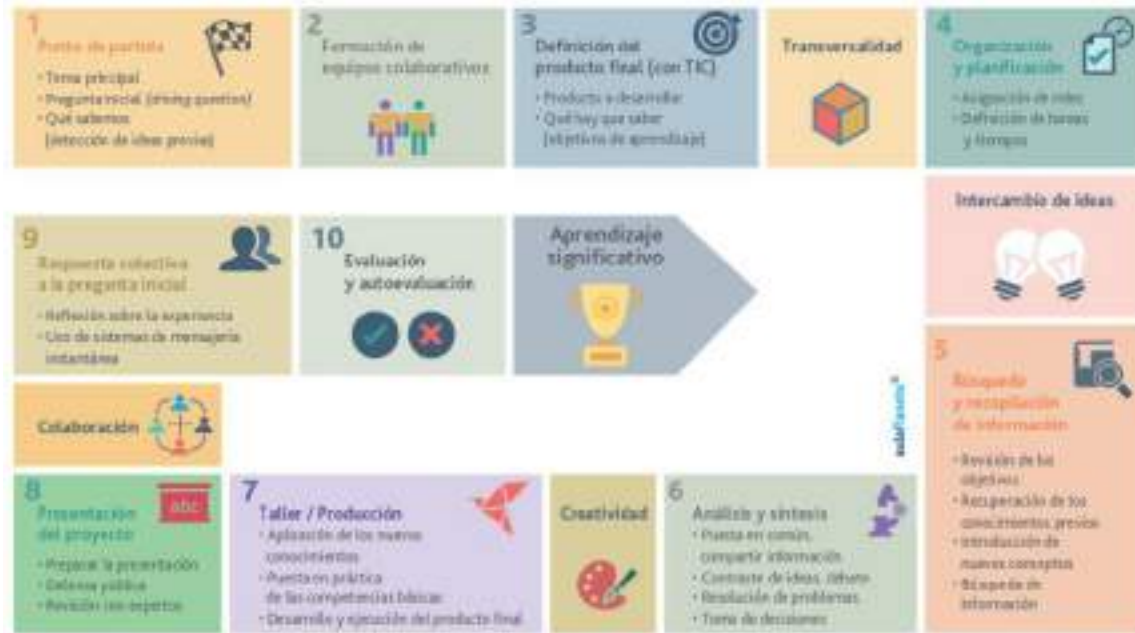 1
Punto de partida
• Tema principal
• Pregunta inicial (driving question)
• Qué sabemos
(detección de ideas previas)
2
Formación de
equipos colaborativos
3
Definición del
producto final (con TIC)
• Producto a desarrollar
• Qué hay que saber
(objetivos de aprendizaje)
Transversalidad
4
Organización
y planificación
• Asignación de roles
• Definición de tareas
y tiempos
Intercambio de ideas
5
Búsqueda
y recopilación
de información
• Revisión de los
objetivos
• Recuperación de los
conocimientos previos
• Introducción de
nuevos conceptos
• Búsqueda de
información
6
Análisis y síntesis
• Puesta en común,
compartir información
• Contraste de ideas, debate
• Resolución de problemas
• Toma de decisiones
Creatividad
7
Taller / Producción
• Aplicación de los nuevos
conocimientos
• Puesta en práctica
de las competencias básicas
• Desarrollo y ejecución del producto final
8
abc
Presentación
del proyecto
• Preparar la presentación
• Defensa pública
• Revisión con expertos
Colaboración
9
Respuesta colectiva
a la pregunta inicial
• Reflexión sobre la experiencia
• Uso de sistemas de mensajería
instantánea
10
Evaluación
y autoevaluación
Aprendizaje
significativo
aulaPlaneta